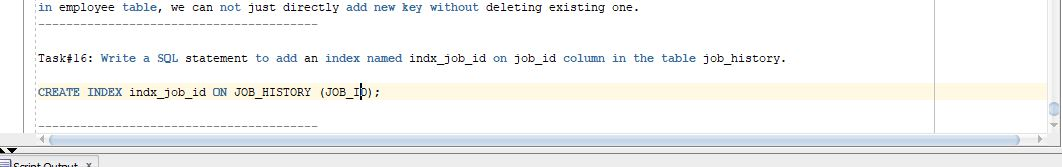 in employee table, we can not just directly add new key without deleting existing one.
----------------------------------------
Task#16: Write a SQL statement to add an index named indx_job_id on job_id column in the table job_history.
CREATE INDEX indx_job_id ON JOB_HISTORY (JOB_ID);
----------------------------------------
Script Output x